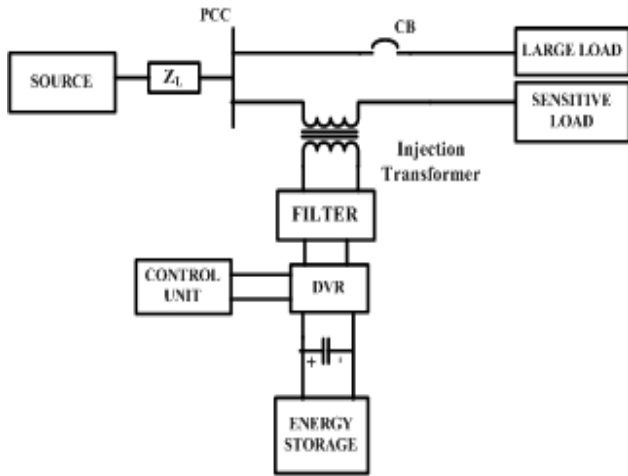 PCC
CB
SOURCE
Z_L
LARGE LOAD
SENSITIVE
LOAD
Injection
Transformer
FILTER
CONTROL
UNIT
DVR
+ -
ENERGY
STORAGE